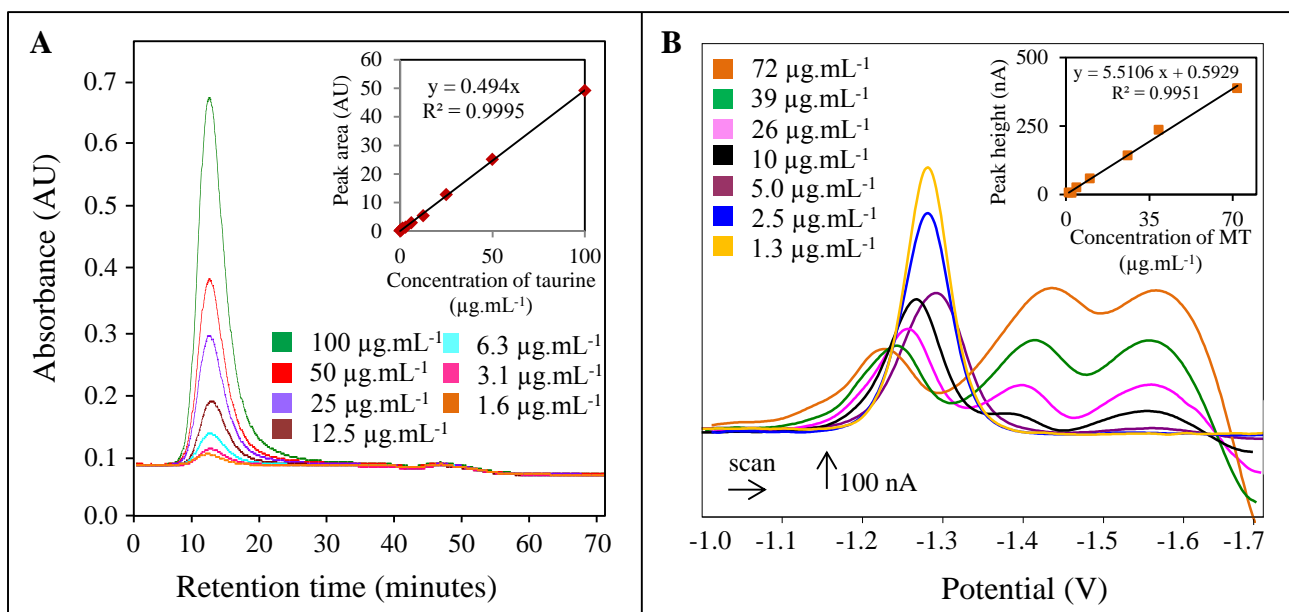 A
Absorbance (AU)
0.7
0.6
0.5
0.4
0.3
0.2
0.1
0.0
0
10
20
30
40
50
60
70
Retention time (minutes)
Peak area (AU)
60
50
40
30
20
10
0
y = 0.494x
R² = 0.9995
0
50
100
Concentration of taurine
(µg.mL⁻¹)
100 µg.mL⁻¹
50 µg.mL⁻¹
25 µg.mL⁻¹
12.5 µg.mL⁻¹
6.3 µg.mL⁻¹
3.1 µg.mL⁻¹
1.6 µg.mL⁻¹
B
72 µg.mL⁻¹
39 µg.mL⁻¹
26 µg.mL⁻¹
10 µg.mL⁻¹
5.0 µg.mL⁻¹
2.5 µg.mL⁻¹
1.3 µg.mL⁻¹
Peak height (nA)
500
250
0
y = 5.5106 x + 0.5929
R² = 0.9951
0
35
70
Concentration of MT
(µg.mL⁻¹)
scan
100 nA
-1.0
-1.1
-1.2
-1.3
-1.4
-1.5
-1.6
-1.7
Potential (V)